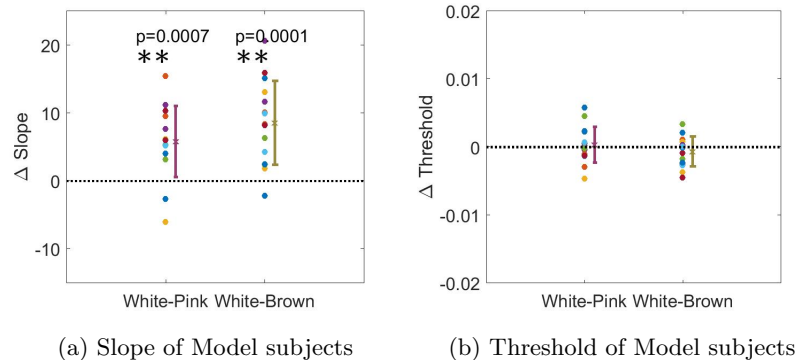 20
10
0
-10
Δ Slope
p=0.0007
p=0.0001
**
**
White-Pink White-Brown
(a) Slope of Model subjects
0.02
0.01
0
-0.01
-0.02
Δ Threshold
White-Pink White-Brown
(b) Threshold of Model subjects